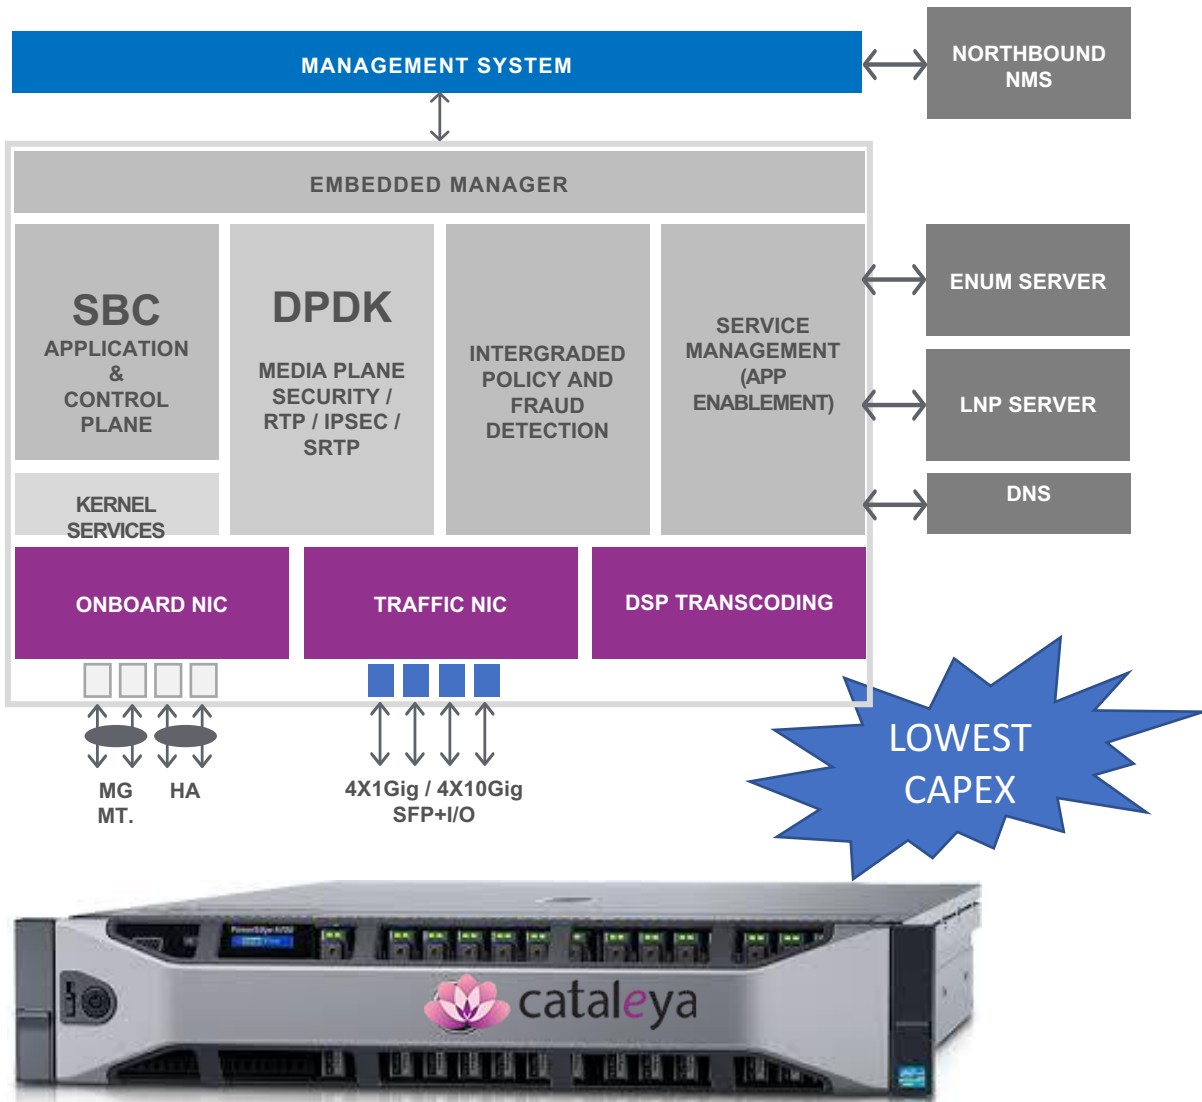 MANAGEMENT SYSTEM
NORTHBOUND
NMS
EMBEDDED MANAGER
SBC
APPLICATION
&
CONTROL
PLANE
DPDK
MEDIA PLANE
SECURITY /
RTP / IPSEC /
SRTP
INTERGRADED
POLICY AND
FRAUD
DETECTION
SERVICE
MANAGEMENT
(APP
ENABLEMENT)
ENUM SERVER
LNP SERVER
DNS
KERNEL
SERVICES
ONBOARD NIC
TRAFFIC NIC
DSP TRANSCODING
MG
MT.
HA
4X1Gig / 4X10Gig
SFP+I/O
LOWEST
CAPEX
PowerEdge
cataleya